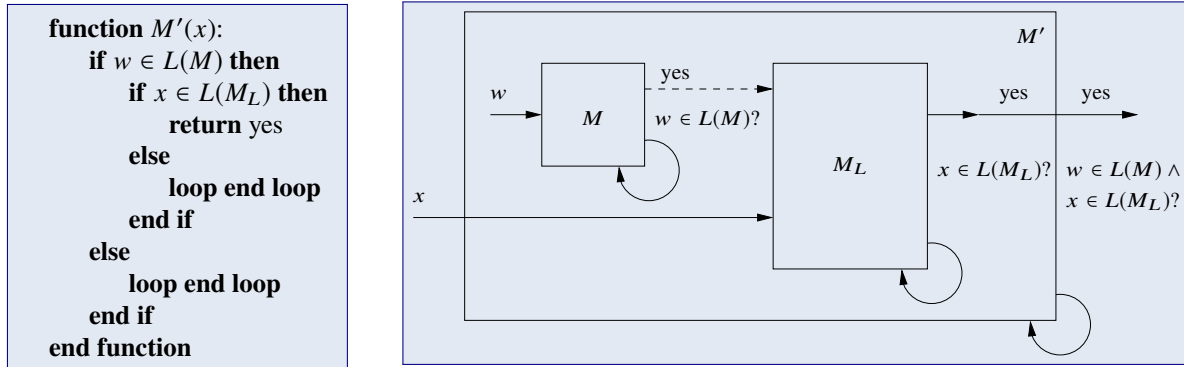 function M′(x):
if w ∈ L(M) then
if x ∈ L(M_L) then
return yes
else
loop end loop
end if
else
loop end loop
end if
end function
M′
yes
w
M
w ∈ L(M)?
M_L
yes
yes
x ∈ L(M_L)?
w ∈ L(M) ∧
x ∈ L(M_L)?
x